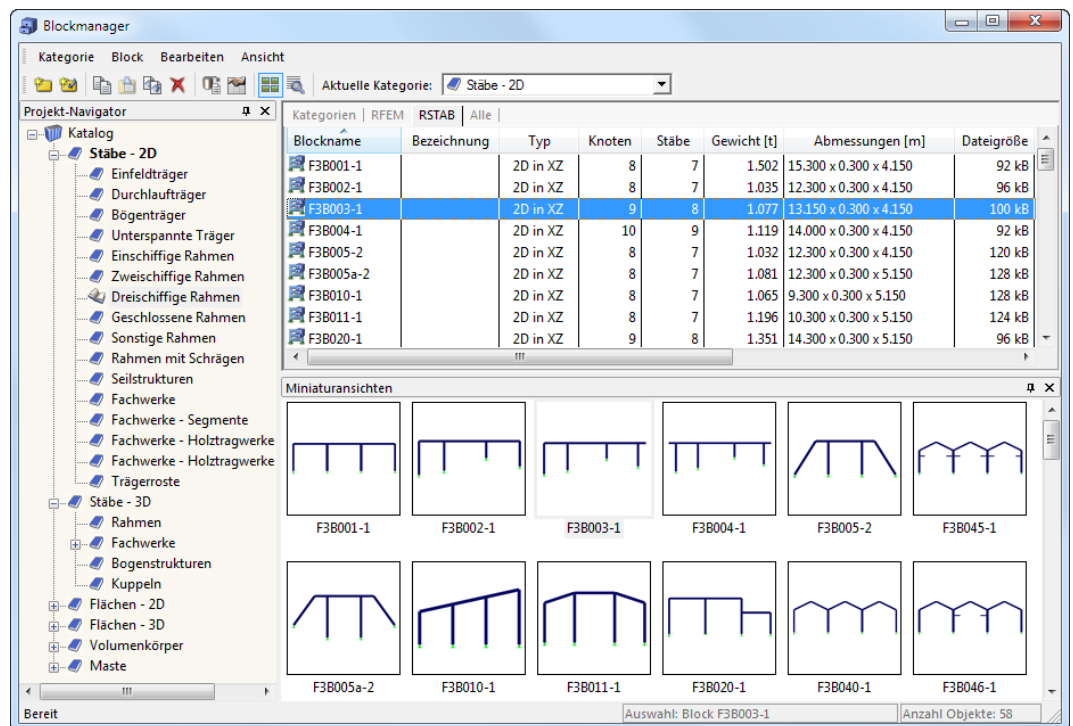 Blockmanager
Kategorie Block Bearbeiten Ansicht
Aktuelle Kategorie: Stäbe - 2D
Projekt-Navigator
Katalog
Stäbe - 2D
Einfeldträger
Durchlaufträger
Bögenträger
Unterspannte Träger
Einschiffige Rahmen
Zweischiffige Rahmen
Dreischiffige Rahmen
Geschlossene Rahmen
Sonstige Rahmen
Rahmen mit Schrägen
Seilstrukturen
Fachwerke
Fachwerke - Segmente
Fachwerke - Holztragwerke
Fachwerke - Holztragwerke
Trägerroste
Stäbe - 3D
Rahmen
Fachwerke
Bogenstrukturen
Kuppeln
Flächen - 2D
Flächen - 3D
Volumenkörper
Maste
Kategorien RFEM RSTAB Alle
Blockname Bezeichnung Typ Knoten Stäbe Gewicht [t] Abmessungen [m] Dateigröße
F3B001-1 2D in XZ 8 7 1.502 15.300 x 0.300 x 4.150 92 kB
F3B002-1 2D in XZ 8 7 1.035 12.300 x 0.300 x 4.150 96 kB
F3B003-1 2D in XZ 9 8 1.077 13.150 x 0.300 x 4.150 100 kB
F3B004-1 2D in XZ 10 9 1.119 14.000 x 0.300 x 4.150 92 kB
F3B005-2 2D in XZ 8 7 1.032 12.300 x 0.300 x 4.150 120 kB
F3B005a-2 2D in XZ 8 7 1.081 12.300 x 0.300 x 5.150 128 kB
F3B010-1 2D in XZ 8 7 1.065 9.300 x 0.300 x 5.150 128 kB
F3B011-1 2D in XZ 8 7 1.196 10.300 x 0.300 x 5.150 124 kB
F3B020-1 2D in XZ 9 8 1.351 14.300 x 0.300 x 5.150 96 kB
Miniaturansichten
F3B001-1 F3B002-1 F3B003-1 F3B004-1 F3B005-2 F3B045-1
F3B005a-2 F3B010-1 F3B011-1 F3B020-1 F3B040-1 F3B046-1
Bereit Auswahl: Block F3B003-1 Anzahl Objekte: 58